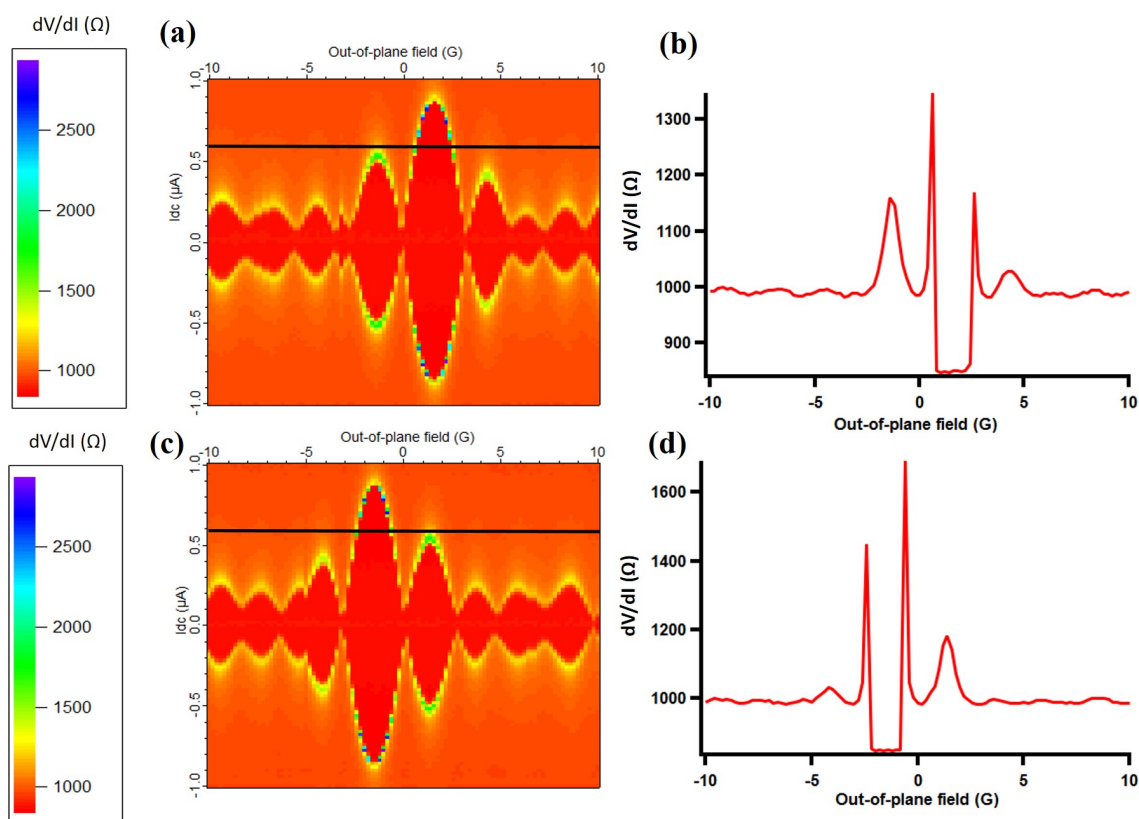 dV/dI (Ω)
2500
2000
1500
1000
(a)
Out-of-plane field (G)
-10 -5 0 5 10
Idc (µA)
1.0
0.5
0.0
-0.5
-1.0
(b)
dV/dI (Ω)
1300
1200
1100
1000
900
-10 -5 0 5 10
Out-of-plane field (G)
dV/dI (Ω)
2500
2000
1500
1000
(c)
Out-of-plane field (G)
-10 -5 0 5 10
Idc (µA)
1.0
0.5
0.0
-0.5
-1.0
(d)
dV/dI (Ω)
1600
1400
1200
1000
-10 -5 0 5 10
Out-of-plane field (G)